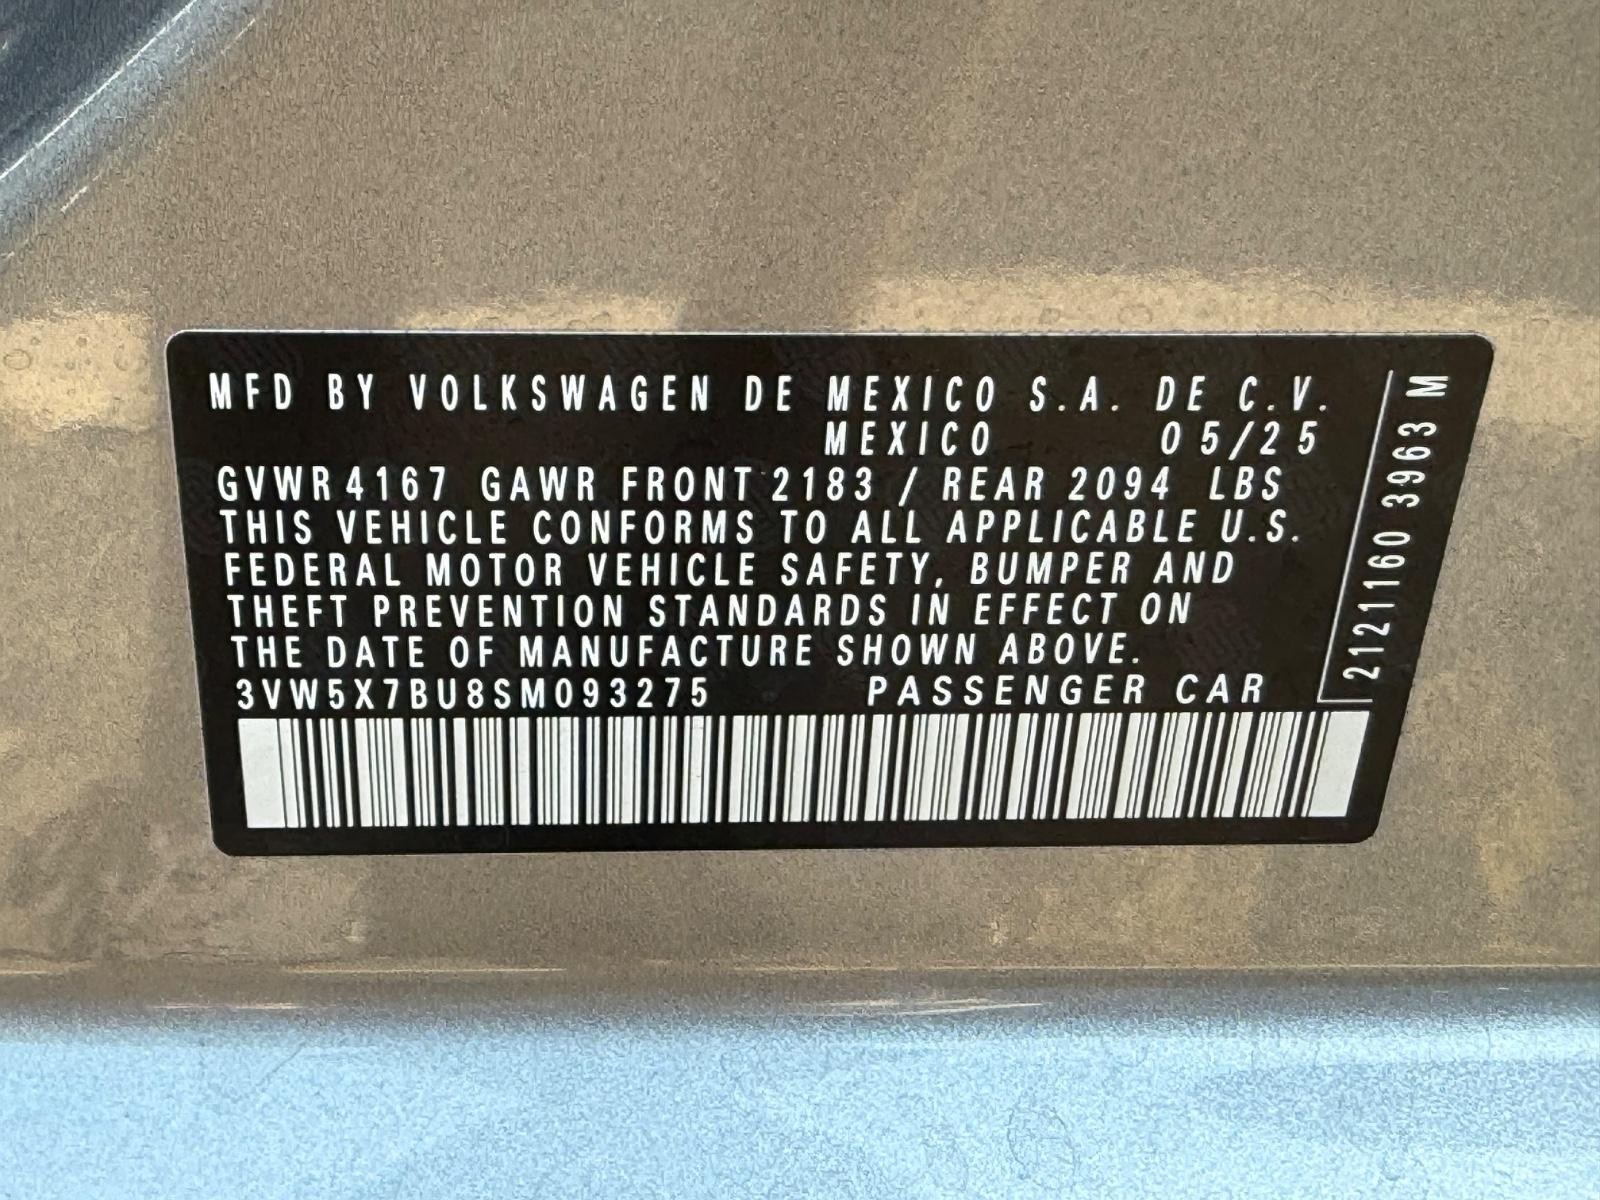 MFD BY VOLKSWAGEN DE MEXICO S.A. DE C.V.
MEXICO 05/25
GVWR 4167 GAWR FRONT 2183 / REAR 2094 LBS
THIS VEHICLE CONFORMS TO ALL APPLICABLE U.S.
FEDERAL MOTOR VEHICLE SAFETY, BUMPER AND
THEFT PREVENTION STANDARDS IN EFFECT ON
THE DATE OF MANUFACTURE SHOWN ABOVE.
3VW5X7BU8SM093275 PASSENGER CAR
2121160 3963 M